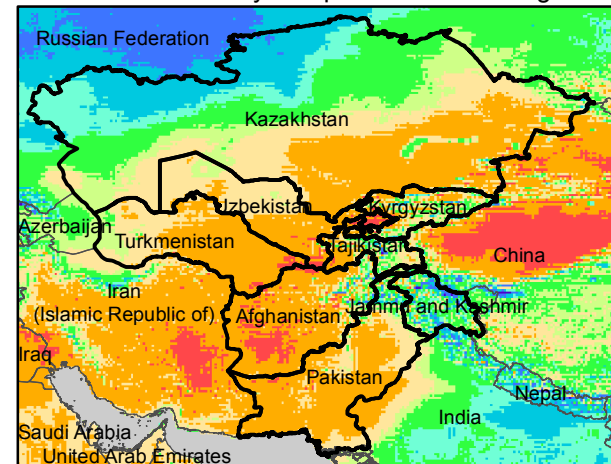 Russian Federation
Kazakhstan
Uzbekistan
Kyrgyzstan
Azerbaijan
Turkmenistan
Tajikistan
China
Iran
(Islamic Republic of)
Afghanistan
Jammu and Kashmir
Iraq
Pakistan
Nepal
India
Saudi Arabia
United Arab Emirates